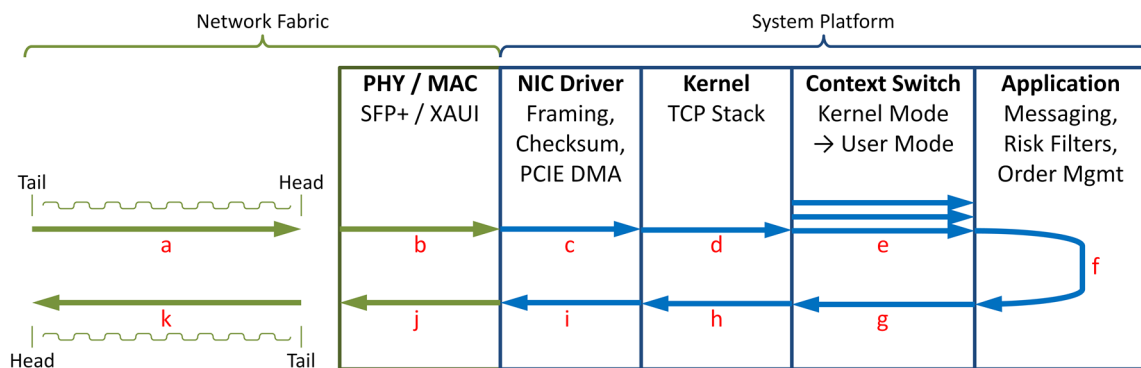 Network Fabric
System Platform
PHY / MAC
SFP+ / XAUI
NIC Driver
Framing,
Checksum,
PCIE DMA
Kernel
TCP Stack
Context Switch
Kernel Mode
→ User Mode
Application
Messaging,
Risk Filters,
Order Mgmt
Tail
Head
a
b
c
d
e
f
k
j
i
h
g
Head
Tail